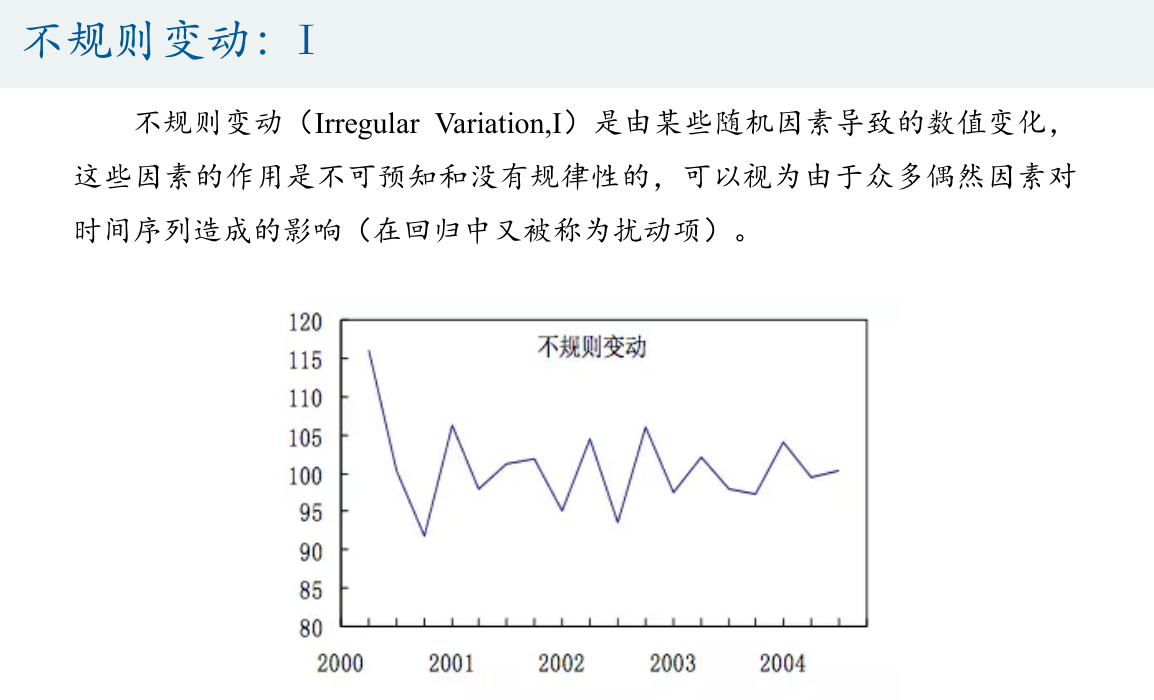 不规则变动：I
不规则变动（Irregular Variation,I）是由某些随机因素导致的数值变化，
这些因素的作用是不可预知和没有规律性的，可以视为由于众多偶然因素对
时间序列造成的影响（在回归中又被称为扰动项）。
不规则变动
120
115
110
105
100
95
90
85
80
2000 2001 2002 2003 2004